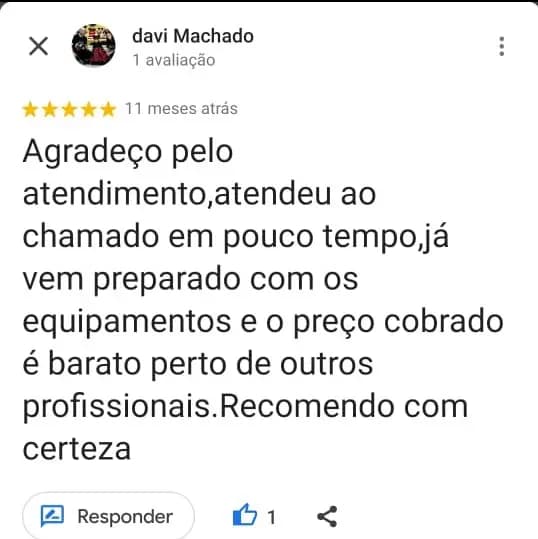 davi Machado
1 avaliação
11 meses atrás
Agradeço pelo
atendimento,atendeu ao
chamado em pouco tempo,já
vem preparado com os
equipamentos e o preço cobrado
é barato perto de outros
profissionais.Recomendo com
certeza
Responder
1